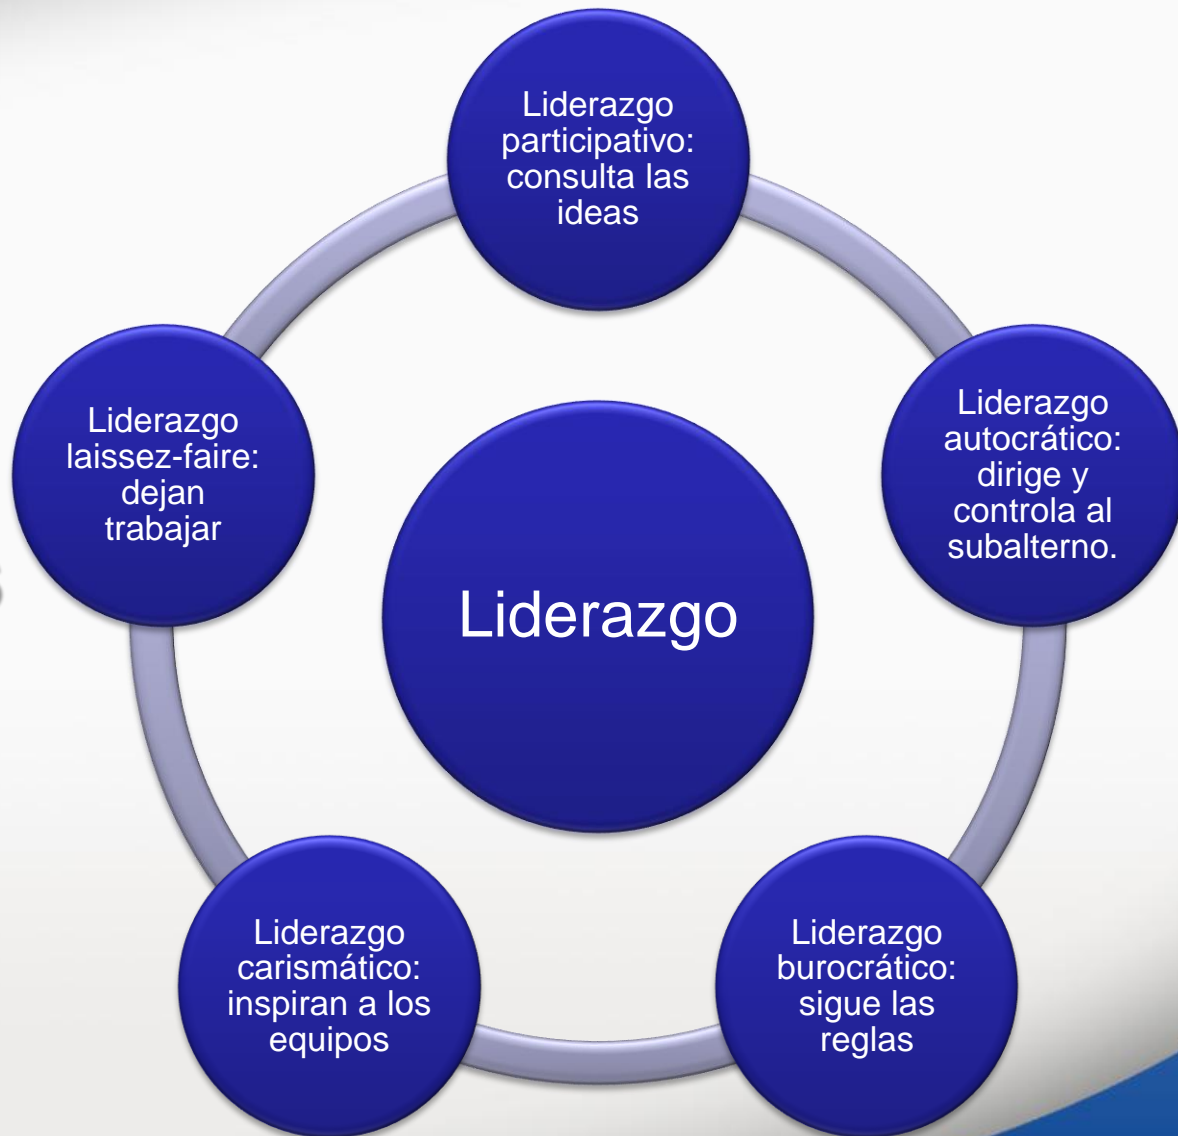 Liderazgo
participativo:
consulta las
ideas
Liderazgo
autocrático:
dirige y
controla al
subalterno.
Liderazgo
burocrático:
sigue las
reglas
Liderazgo
carismático:
inspiran a los
equipos
Liderazgo
laissez-faire:
dejan
trabajar
Liderazgo